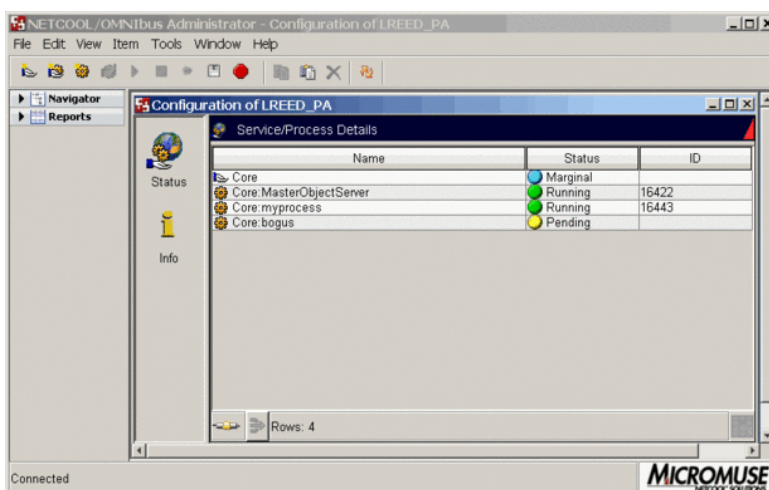 NETCOOL/OMNIbus Administrator - Configuration of LREED_PA
File Edit View Item Tools Window Help
Navigator
Reports
Configuration of LREED_PA
Status
Info
Service/Process Details
Name Status ID
Core Marginal
Core:MasterObjectServer Running 16422
Core:myprocess Running 16443
Core:bogus Pending
Rows: 4
Connected
MICROMUSE
NETCOOL SOLUTIONS